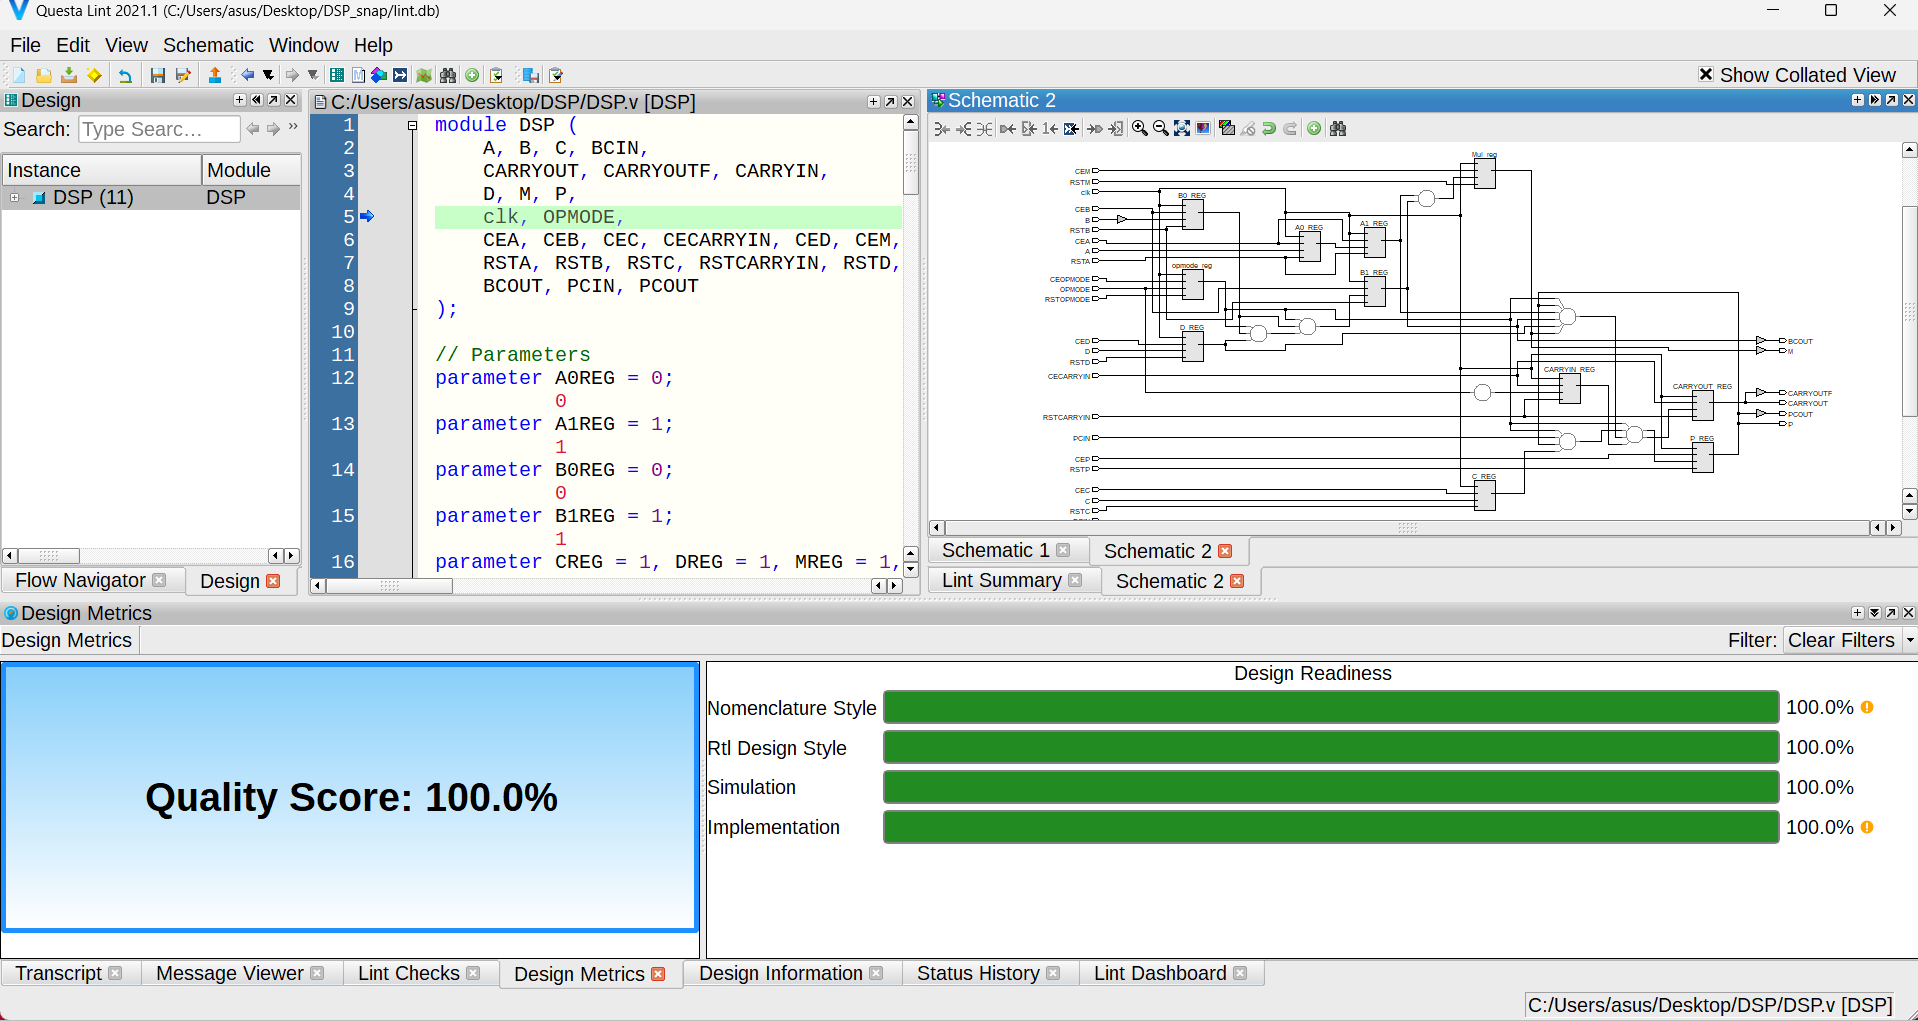 Questa Lint 2021.1 (C:/Users/asus/Desktop/DSP_snap/lint.db)
File Edit View Schematic Window Help
Show Collated View
Design
Search: Type Searc...
Instance Module
DSP (11) DSP
Flow Navigator
Design
C:/Users/asus/Desktop/DSP/DSP.v [DSP]
1 module DSP (
2 A, B, C, BCIN,
3 CARRYOUT, CARRYOUTF, CARRYIN,
4 D, M, P,
5 clk, OPMODE,
6 CEA, CEB, CEC, CECARRYIN, CED, CEM,
7 RSTA, RSTB, RSTC, RSTCARRYIN, RSTD,
8 BCOUT, PCIN, PCOUT
9 );
10
11 // Parameters
12 parameter A0REG = 0;
0
13 parameter A1REG = 1;
1
14 parameter B0REG = 0;
0
15 parameter B1REG = 1;
1
16 parameter CREG = 1, DREG = 1, MREG = 1,
Schematic 2
Mul_reg
CEM
RSTM
clk
B0_REG
CEB
B
RSTB
A0_REG
A1_REG
CEA
A
RSTA
opmode_reg
B1_REG
CEOPMODE
OPMODE
RSTOPMODE
D_REG
CED
D
RSTD
BCOUT
M
CECARRYIN
CARRYIN_REG
CARRYOUT_REG
CARRYOUTF
CARRYOUT
RSTCARRYIN
PCOUT
P
PCIN
P_REG
CEP
RSTP
C_REG
CEC
C
RSTC
Schematic 1
Schematic 2
Lint Summary
Schematic 2
Design Metrics
Design Metrics
Filter: Clear Filters
Quality Score: 100.0%
Design Readiness
Nomenclature Style 100.0%
Rtl Design Style 100.0%
Simulation 100.0%
Implementation 100.0%
Transcript
Message Viewer
Lint Checks
Design Metrics
Design Information
Status History
Lint Dashboard
C:/Users/asus/Desktop/DSP/DSP.v [DSP]